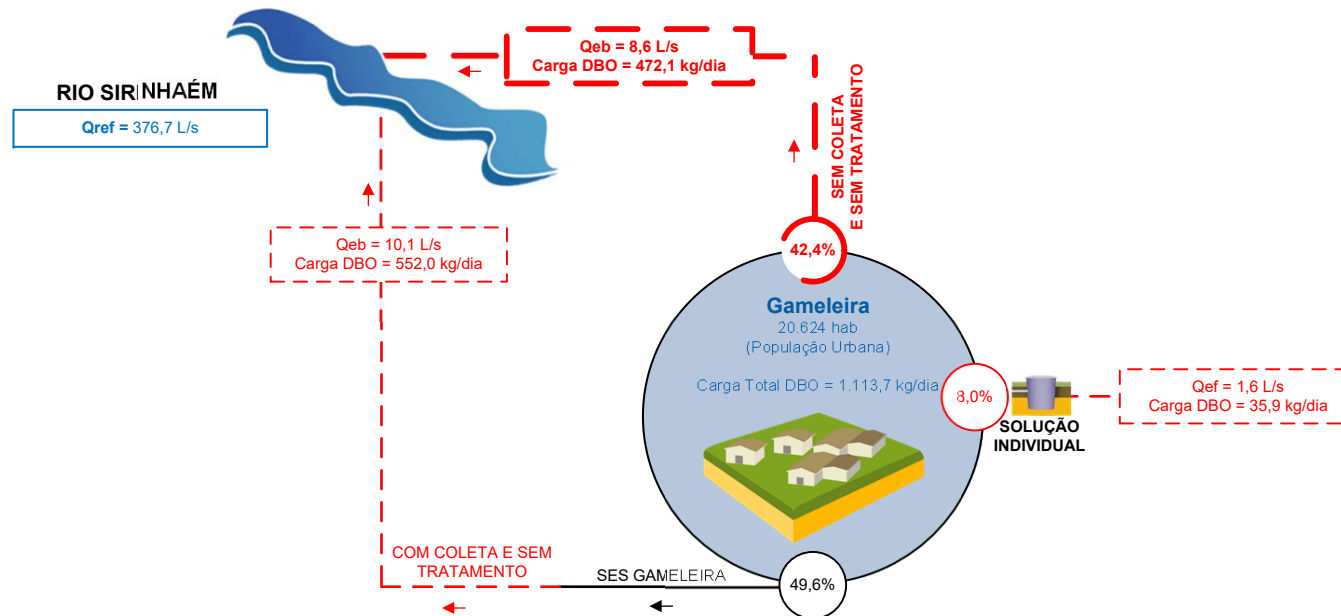 Qeb = 8,6 L/s
Carga DBO = 472,1 kg/dia
RIO SIRINHAÉM
Qref = 376,7 L/s
SEM COLETA
E SEM TRATAMENTO
Qeb = 10,1 L/s
Carga DBO = 552,0 kg/dia
42,4%
Gameleira
20.624 hab
(População Urbana)
Carga Total DBO = 1.113,7 kg/dia
8,0%
SOLUÇÃO
INDIVIDUAL
Qef = 1,6 L/s
Carga DBO = 35,9 kg/dia
COM COLETA E SEM
TRATAMENTO
SES GAMELEIRA
49,6%